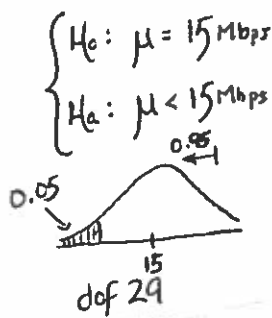 H₀: μ = 15 Mbps
Hₐ: μ < 15 Mbps
0.95
0.05
15
dof 29